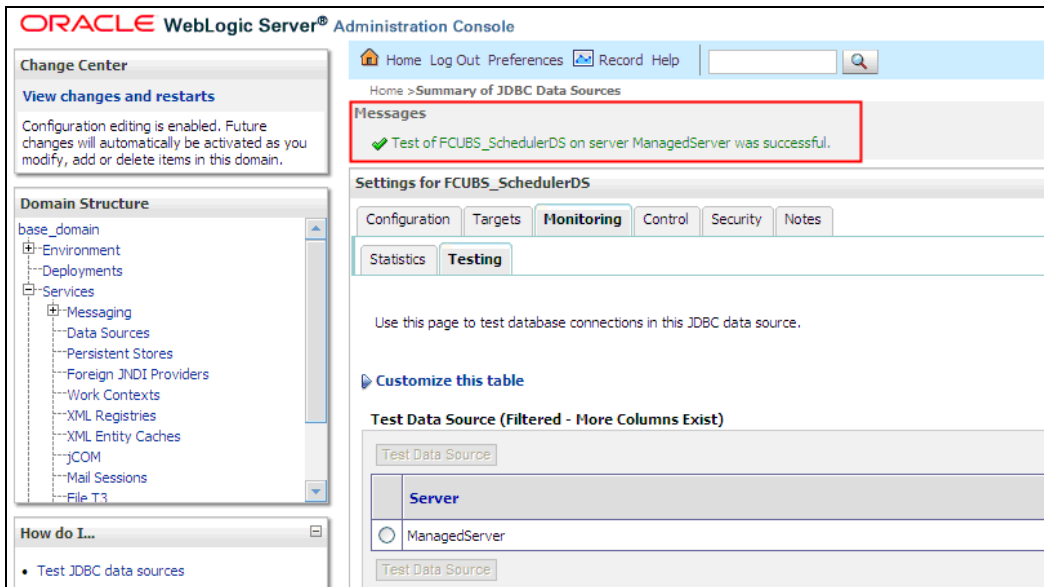 ORACLE WebLogic Server® Administration Console
Change Center
View changes and restarts
Configuration editing is enabled. Future
changes will automatically be activated as you
modify, add or delete items in this domain.
Domain Structure
base_domain
Environment
Deployments
Services
Messaging
Data Sources
Persistent Stores
Foreign JNDI Providers
Work Contexts
XML Registries
XML Entity Caches
jCOM
Mail Sessions
File T3
How do I...
Test JDBC data sources
Home Log Out Preferences Record Help
Home >Summary of JDBC Data Sources
Messages
Test of FCUBS_SchedulerDS on server ManagedServer was successful.
Settings for FCUBS_SchedulerDS
Configuration Targets Monitoring Control Security Notes
Statistics Testing
Use this page to test database connections in this JDBC data source.
Customize this table
Test Data Source (Filtered - More Columns Exist)
Test Data Source
Server
ManagedServer
Test Data Source